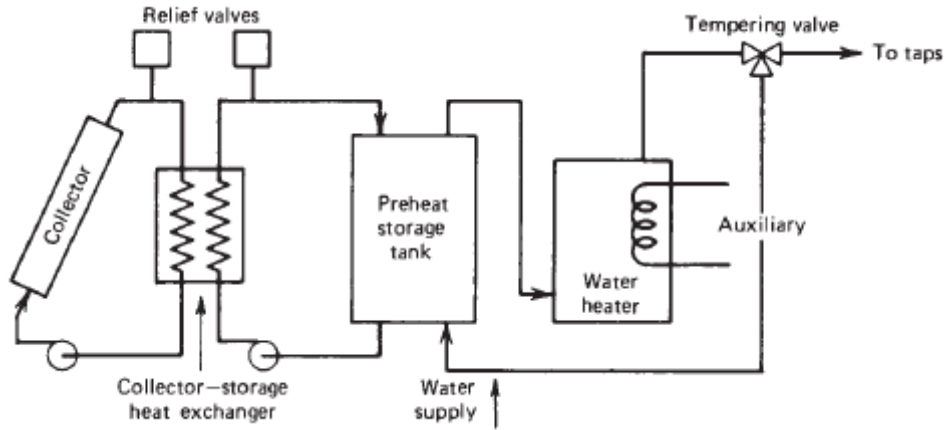 Relief valves
Tempering valve
To taps
Collector
Preheat
storage
tank
Auxiliary
Water
heater
Collector—storage
heat exchanger
Water
supply